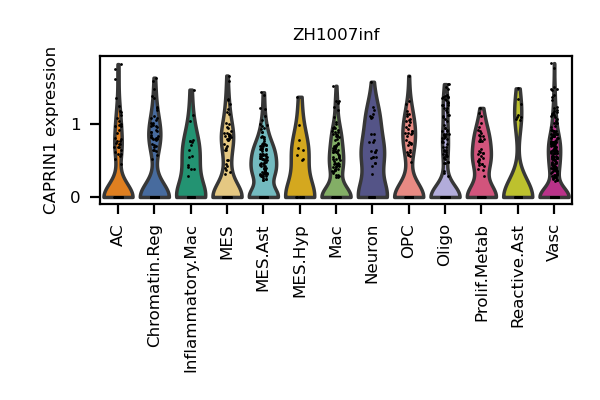 ZH1007inf
CAPRIN1 expression
1
0
AC
Chromatin.Reg
Inflammatory.Mac
MES
MES.Ast
MES.Hyp
Mac
Neuron
OPC
Oligo
Prolif.Metab
Reactive.Ast
Vasc